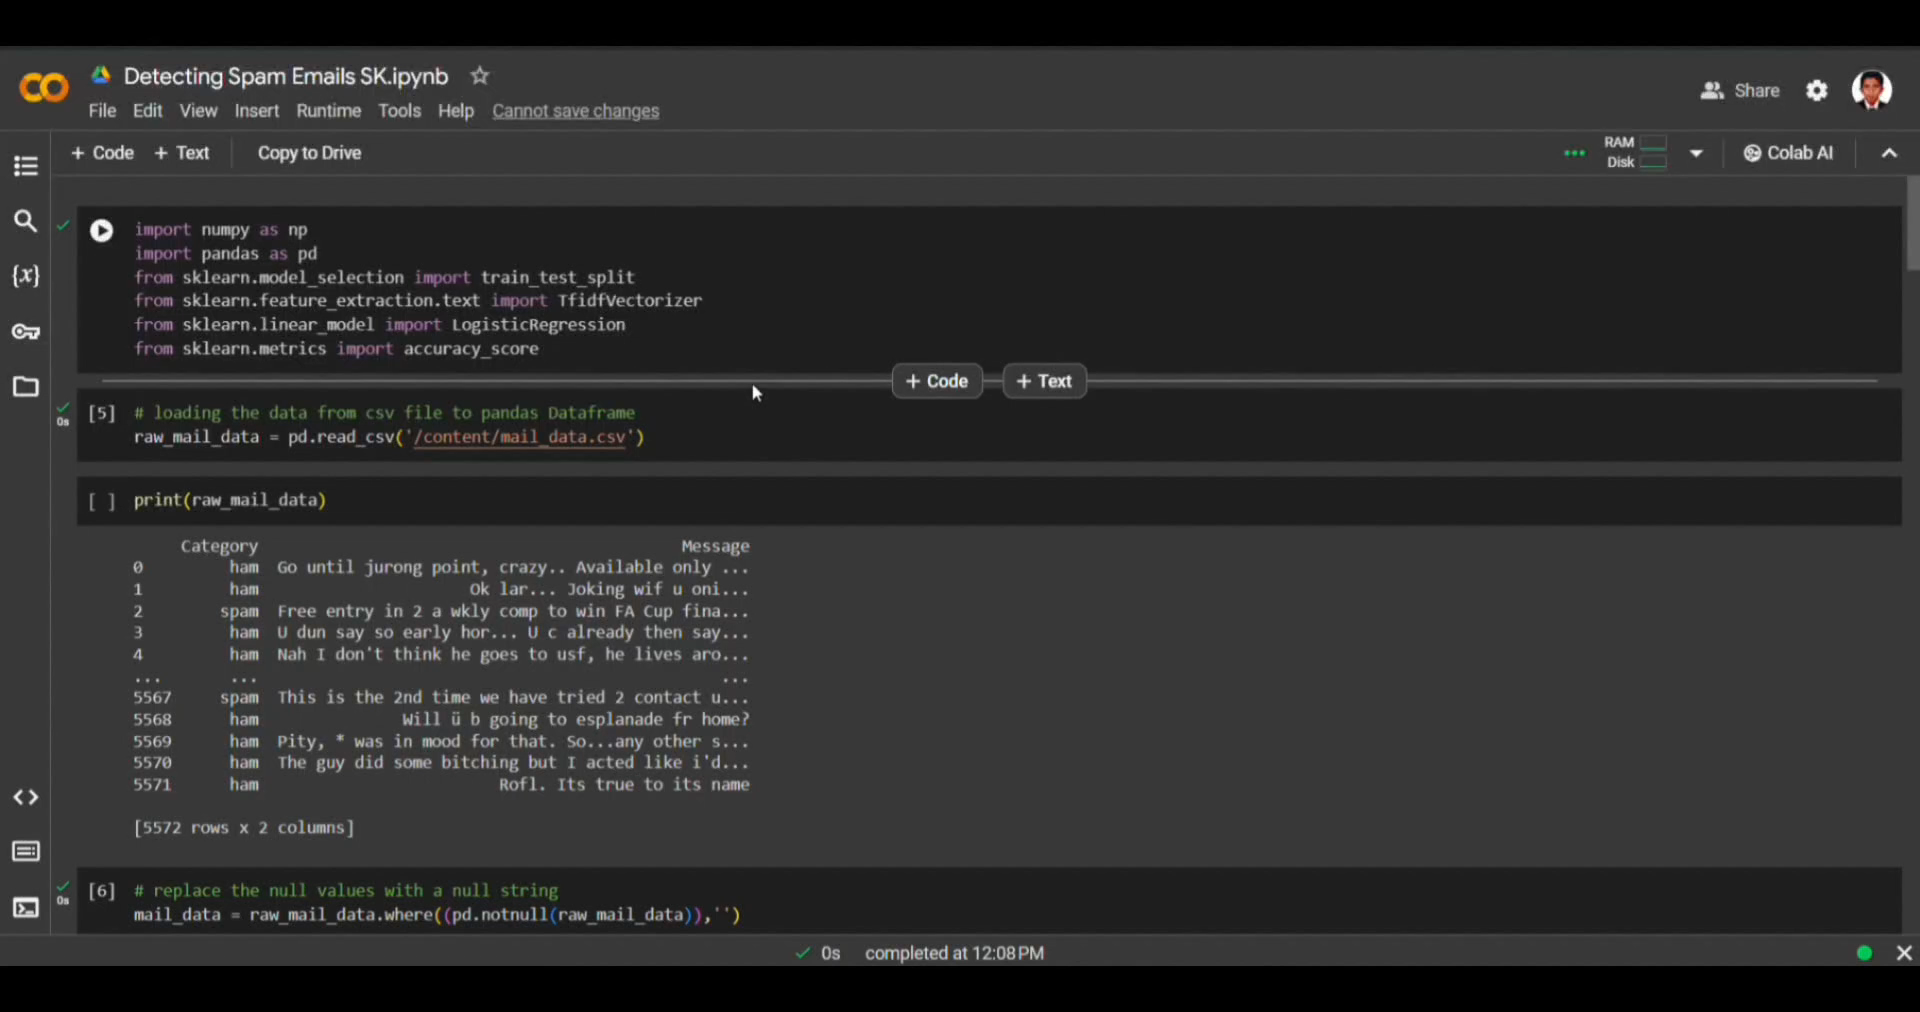 CO Detecting Spam Emails SK.ipynb
File Edit View Insert Runtime Tools Help Cannot save changes
Share
+ Code + Text Copy to Drive
RAM
Disk
Colab AI
{x}
import numpy as np
import pandas as pd
from sklearn.model_selection import train_test_split
from sklearn.feature_extraction.text import TfidfVectorizer
from sklearn.linear_model import LogisticRegression
from sklearn.metrics import accuracy_score
+ Code + Text
0s
[5] # loading the data from csv file to pandas Dataframe
raw_mail_data = pd.read_csv('/content/mail_data.csv')
[ ] print(raw_mail_data)
Category Message
0 ham Go until jurong point, crazy.. Available only ...
1 ham Ok lar... Joking wif u oni...
2 spam Free entry in 2 a wkly comp to win FA Cup fina...
3 ham U dun say so early hor... U c already then say...
4 ham Nah I don't think he goes to usf, he lives aro...
... ... ...
5567 spam This is the 2nd time we have tried 2 contact u...
5568 ham Will ü b going to esplanade fr home?
5569 ham Pity, * was in mood for that. So...any other s...
5570 ham The guy did some bitching but I acted like i'd...
5571 ham Rofl. Its true to its name
[5572 rows x 2 columns]
0s
[6] # replace the null values with a null string
mail_data = raw_mail_data.where((pd.notnull(raw_mail_data)),'')
0s completed at 12:08 PM